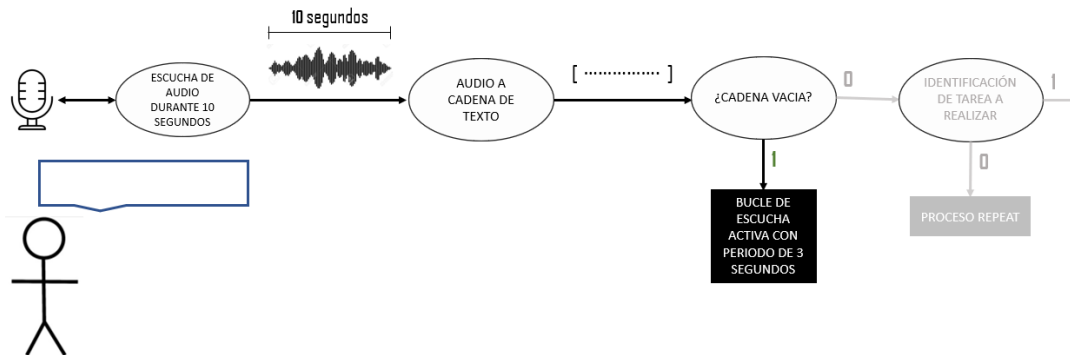 10 segundos
ESCUCHA DE
AUDIO
DURANTE 10
SEGUNDOS
AUDIO A
CADENA DE
TEXTO
[ ............... ]
¿CADENA VACIA?
0
IDENTIFICACIÓN
DE TAREA A
REALIZAR
1
1
0
BUCLE DE
ESCUCHA
ACTIVA CON
PERIODO DE 3
SEGUNDOS
PROCESO REPEAT